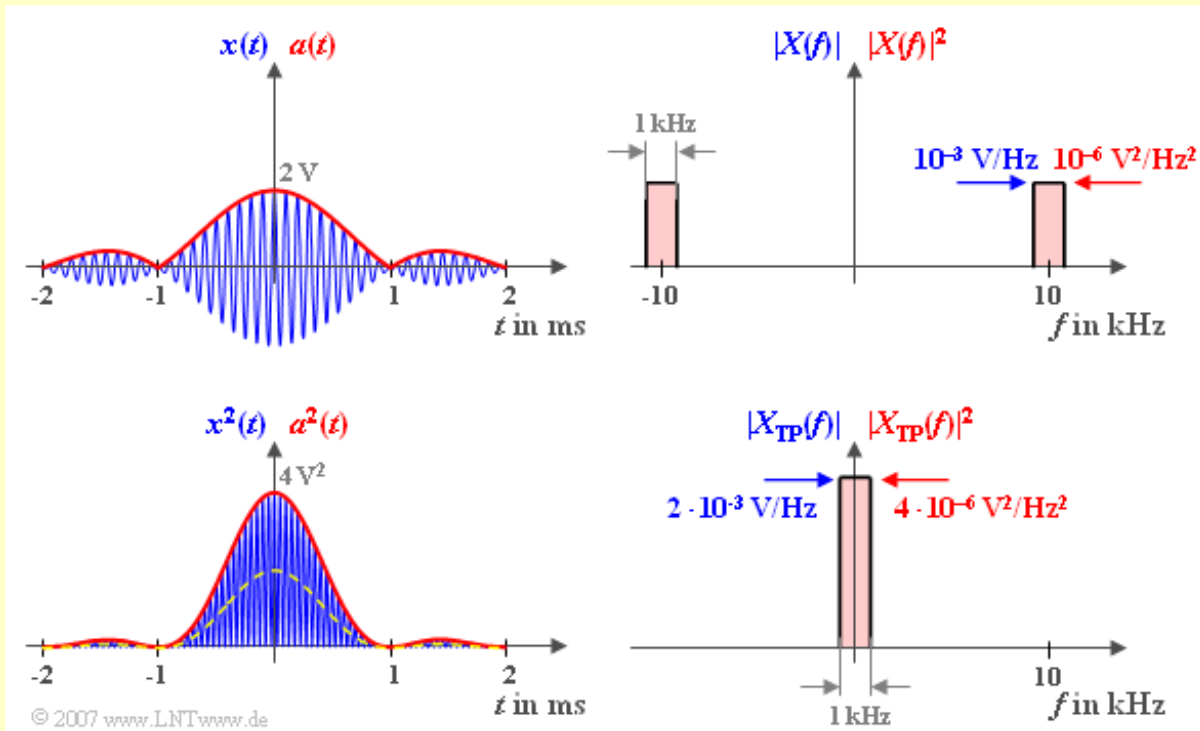 x(t) a(t)
2 V
-2 -1 1 2
t in ms
|X(f)| |X(f)|²
1 kHz
10⁻³ V/Hz 10⁻⁶ V²/Hz²
-10 10
f in kHz
x²(t) a²(t)
4 V²
-2 -1 1 2
t in ms
© 2007 www.LNTwww.de
|X_TP(f)| |X_TP(f)|²
2 · 10⁻³ V/Hz 4 · 10⁻⁶ V²/Hz²
10
1 kHz
f in kHz